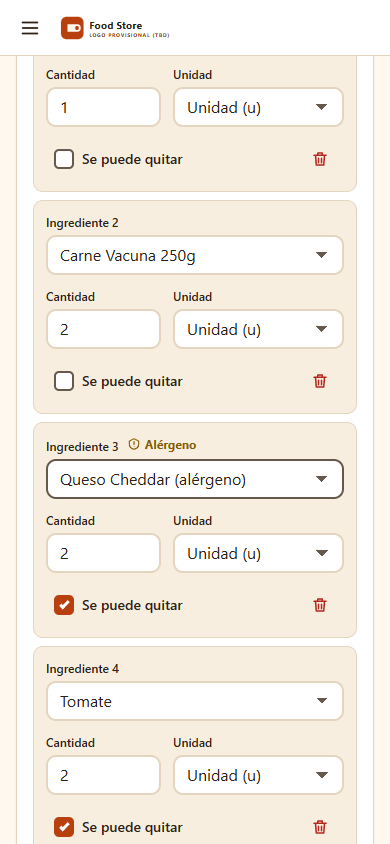 Food Store
LOGO PROVISIONAL (TBD)
Cantidad Unidad
1 Unidad (u)
Se puede quitar
Ingrediente 2
Carne Vacuna 250g
Cantidad Unidad
2 Unidad (u)
Se puede quitar
Ingrediente 3 Alérgeno
Queso Cheddar (alérgeno)
Cantidad Unidad
2 Unidad (u)
Se puede quitar
Ingrediente 4
Tomate
Cantidad Unidad
2 Unidad (u)
Se puede quitar